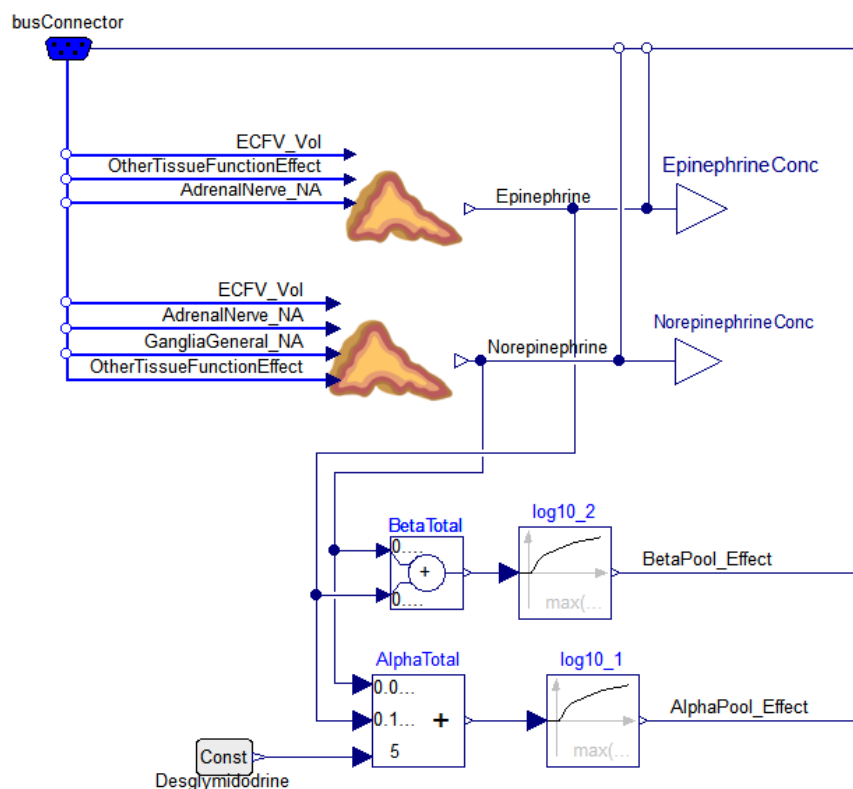 busConnector
ECFV_Vol
OtherTissueFunctionEffect
AdrenalNerve_NA
Epinephrine
EpinephrineConc
ECFV_Vol
AdrenalNerve_NA
GangliaGeneral_NA
OtherTissueFunctionEffect
Norepinephrine
NorepinephrineConc
BetaTotal
log10_2
0....
+
0....
max(...
BetaPool_Effect
AlphaTotal
log10_1
0.0...
0.1...
+
5
max(...
AlphaPool_Effect
Const
Desglymidodrine